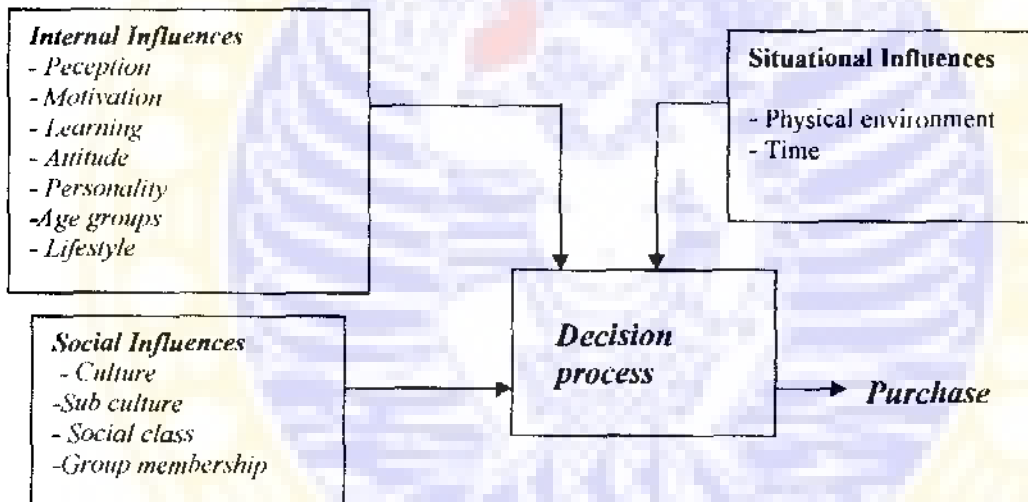 Internal Influences
- Peception
- Motivation
- Learning
- Attitude
- Personality
-Age groups
- Lifestyle
Situational Influences
- Physical environment
- Time
Social Influences
- Culture
-Sub culture
- Social class
-Group membership
Decision
process
Purchase